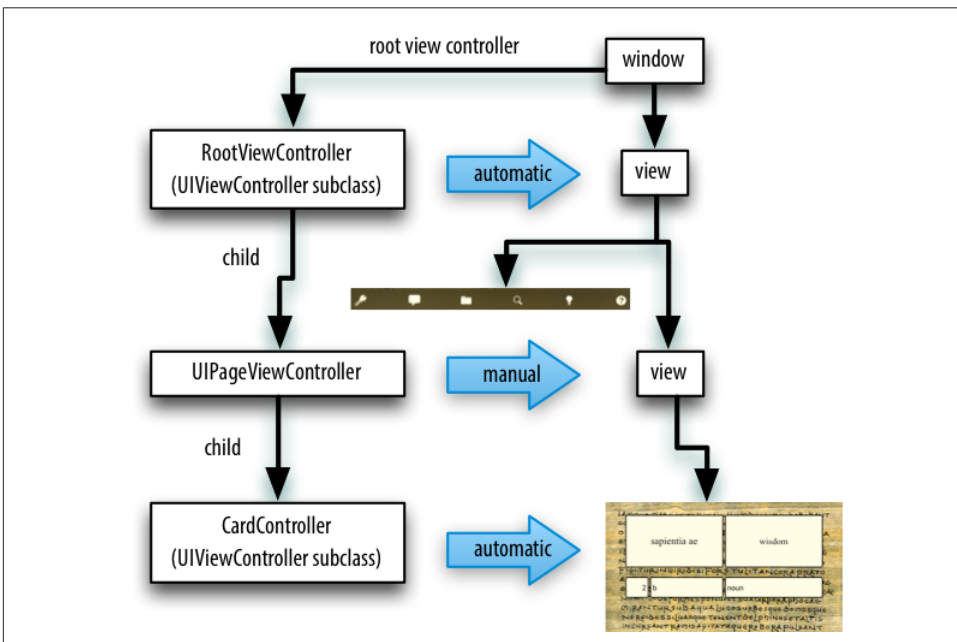 root view controller
window
RootViewController
(UIViewController subclass)
automatic
view
child
UIPageViewController
manual
view
child
CardController
(UIViewController subclass)
automatic
sapientia ae
wisdom
2
b
noun